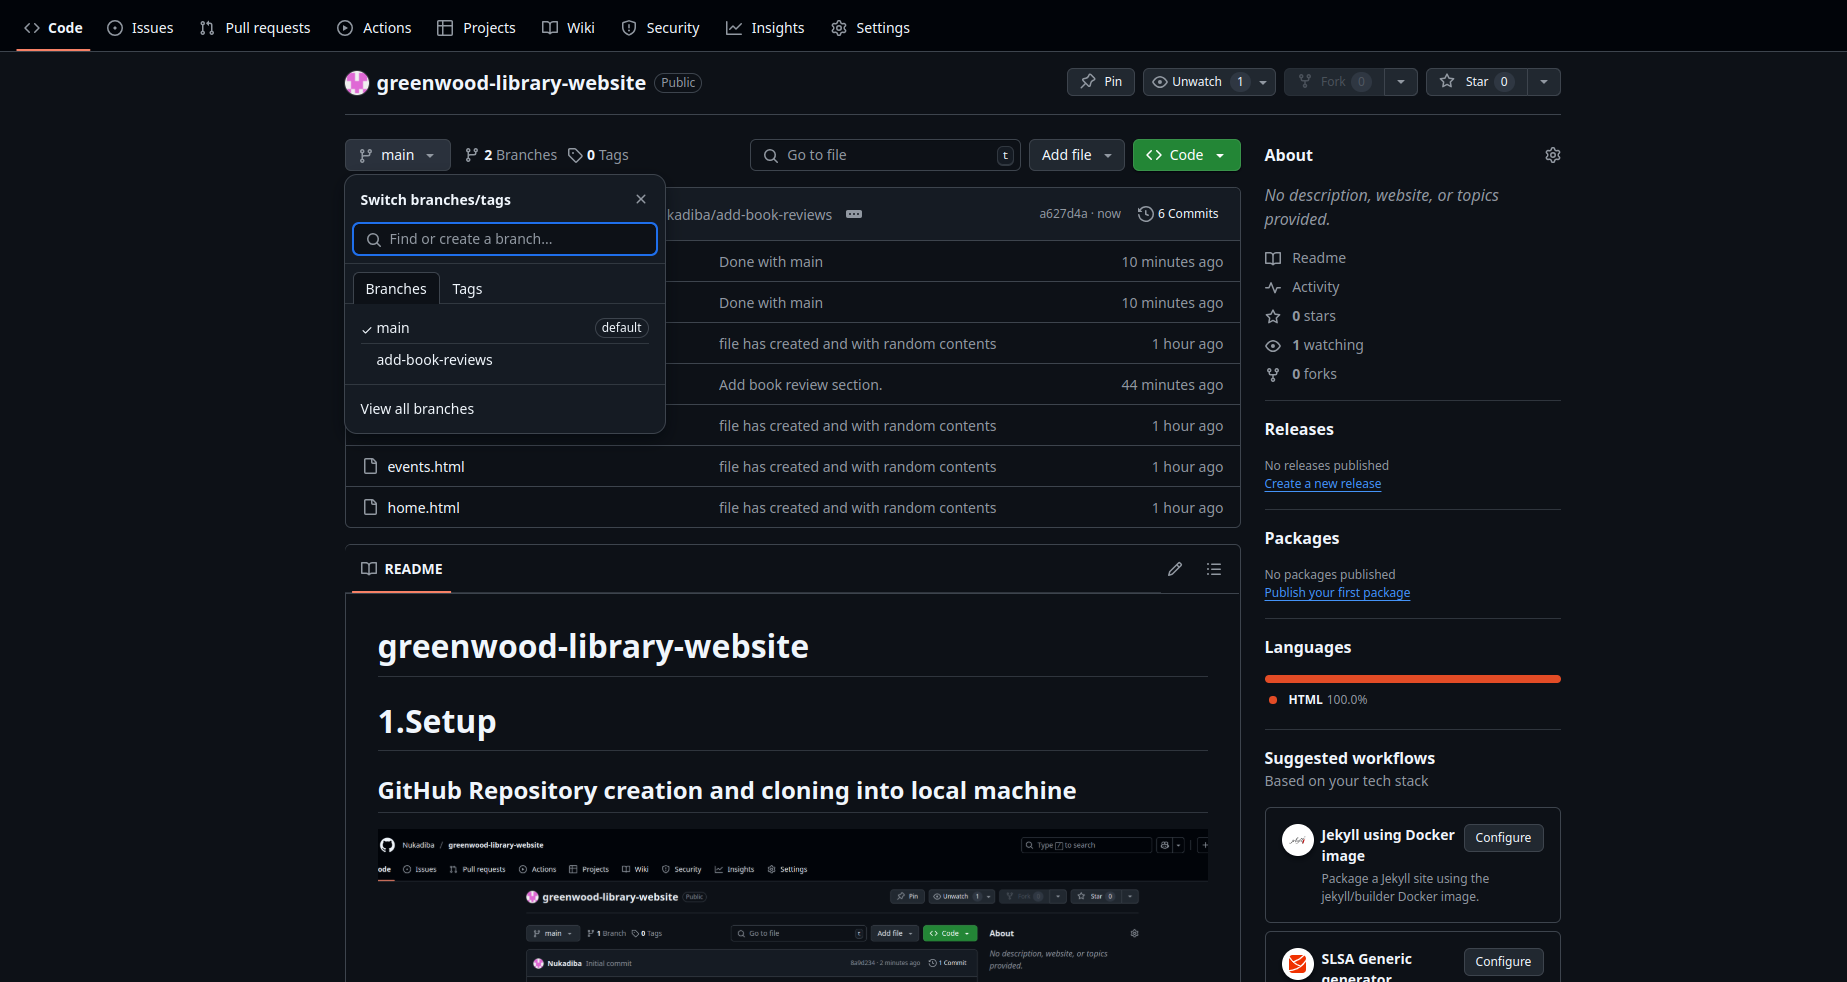 Code Issues Pull requests Actions Projects Wiki Security Insights Settings
greenwood-library-website Public
Pin Unwatch 1 Fork 0 Star 0
main 2 Branches 0 Tags Go to file t Add file Code
Switch branches/tags
Find or create a branch...
Branches Tags
main default
add-book-reviews
View all branches
kadiba/add-book-reviews a627d4a · now 6 Commits
Done with main 10 minutes ago
Done with main 10 minutes ago
file has created and with random contents 1 hour ago
Add book review section. 44 minutes ago
file has created and with random contents 1 hour ago
events.html file has created and with random contents 1 hour ago
home.html file has created and with random contents 1 hour ago
README
greenwood-library-website
1.Setup
GitHub Repository creation and cloning into local machine
Nukadiba / greenwood-library-website Type / to search
ode Issues Pull requests Actions Projects Wiki Security Insights Settings
greenwood-library-website Public
Pin Unwatch 1 Fork 0 Star 0
main 1 Branch 0 Tags Go to file t Add file Code About
No description, website, or topics
provided.
Nukadiba Initial commit 8a9d234 · 2 minutes ago 1 Commit
About
No description, website, or topics
provided.
Readme
Activity
0 stars
1 watching
0 forks
Releases
No releases published
Create a new release
Packages
No packages published
Publish your first package
Languages
HTML 100.0%
Suggested workflows
Based on your tech stack
Jekyll using Docker
image
Configure
Package a Jekyll site using the
jekyll/builder Docker image.
SLSA Generic
generator
Configure